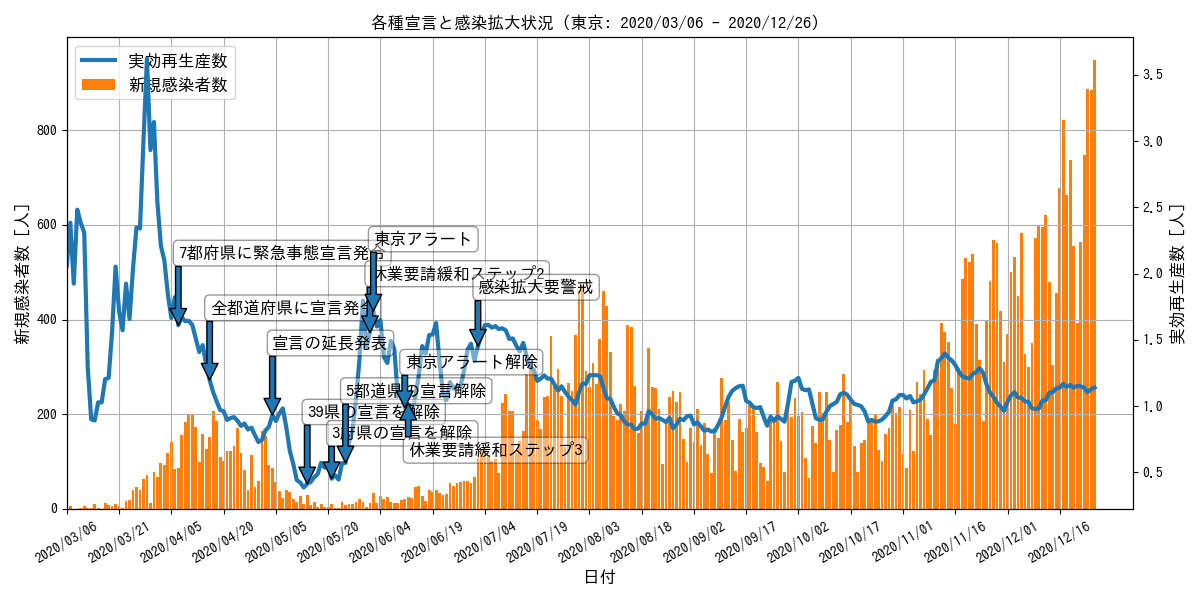 各種宣言と感染拡大状況 (東京: 2020/03/06 - 2020/12/26)
実効再生産数
新規感染者数
新規感染者数 [人]
800
600
400
200
0
3.5
3.0
2.5
2.0
1.5
1.0
0.5
実効再生産数 [人]
東京アラート
7都府県に緊急事態宣言発令
休業要請緩和ステップ2
感染拡大要警戒
全都道府県に宣言発令
宣言の延長発表
東京アラート解除
5都道県の宣言解除
39県の宣言を解除
3府県の宣言を解除
休業要請緩和ステップ3
2020/03/06
2020/03/21
2020/04/05
2020/04/20
2020/05/05
2020/05/20
2020/06/04
2020/06/19
2020/07/04
2020/07/19
2020/08/03
2020/08/18
2020/09/02
2020/09/17
2020/10/02
2020/10/17
2020/11/01
2020/11/16
2020/12/01
2020/12/16
日付